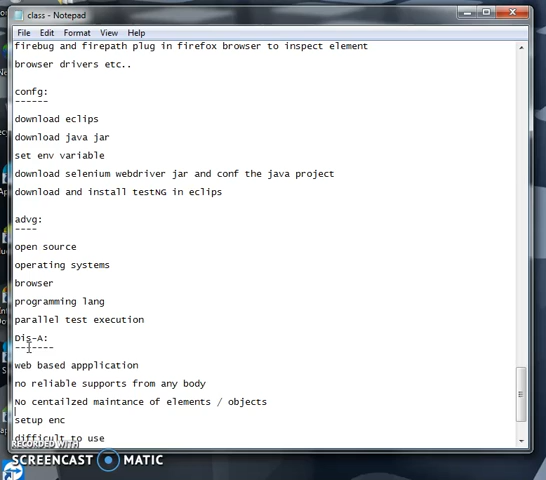 class - Notepad
File Edit Format View Help
firebug and firepath plug in firefox browser to inspect element
browser drivers etc..
confg:
------
download eclips
download java jar
set env variable
download selenium webdriver jar and conf the java project
download and install testNG in eclips
advg:
----
open source
operating systems
browser
programming lang
parallel test execution
Dis-A:
-------
web based appplication
no reliable supports from any body
No centailzed maintance of elements / objects
setup enc
difficult to use
RECORDED WITH
SCREENCAST MATIC